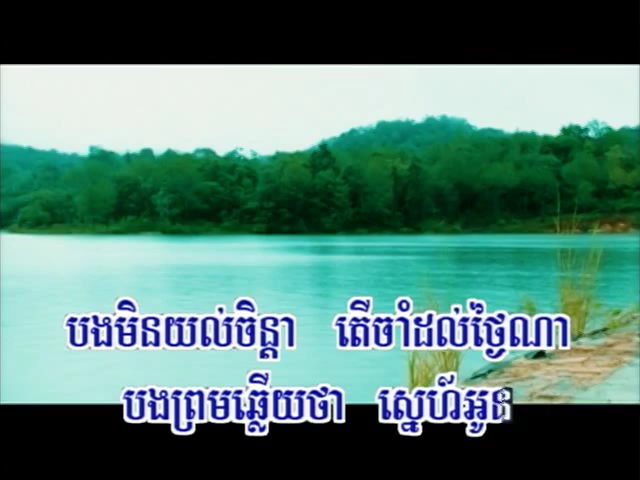 បងមិនយល់ចិន្តា តើចាំដល់ថ្ងៃណា
បងព្រមឆ្លើយថា ស្នេហ៍អូន